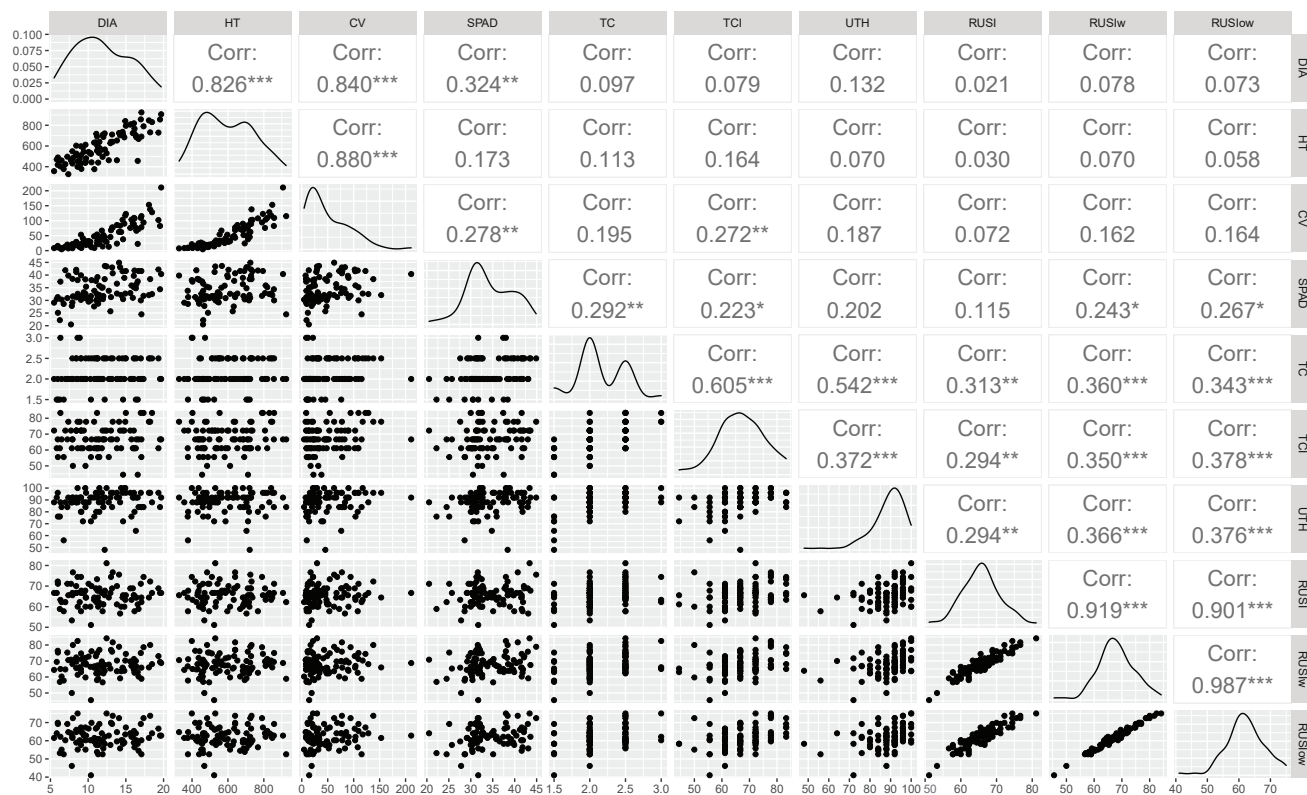 DIA HT CV SPAD TC TCI UTH RUSI RUSIw RUSIow
0.100
0.075
0.050
0.025
0.000
Corr: Corr: Corr: Corr: Corr: Corr: Corr: Corr: Corr:
0.826*** 0.840*** 0.324** 0.097 0.079 0.132 0.021 0.078 0.073
DIA
800
600
400
Corr: Corr: Corr: Corr: Corr: Corr: Corr: Corr:
0.880*** 0.173 0.113 0.164 0.070 0.030 0.070 0.058
HT
200
150
100
50
0
Corr: Corr: Corr: Corr: Corr: Corr: Corr:
0.278** 0.195 0.272** 0.187 0.072 0.162 0.164
CV
45
40
35
30
25
20
Corr: Corr: Corr: Corr: Corr: Corr:
0.292** 0.223* 0.202 0.115 0.243* 0.267*
SPAD
3.0
2.5
2.0
1.5
Corr: Corr: Corr: Corr: Corr:
0.605*** 0.542*** 0.313** 0.360*** 0.343***
TC
80
70
60
50
Corr: Corr: Corr: Corr:
0.372*** 0.294** 0.350*** 0.378***
TCI
100
90
80
70
60
50
Corr: Corr: Corr:
0.294** 0.366*** 0.376***
UTH
80
70
60
50
Corr: Corr:
0.919*** 0.901***
RUSI
80
70
60
50
Corr:
0.987***
RUSIw
70
60
50
40
RUSIow
5 10 15 20 400 600 800 0 50 100 150 200 20 25 30 35 40 45 1.5 2.0 2.5 3.0 50 60 70 80 50 60 70 80 90 100 50 60 70 80 50 60 70 80 40 50 60 70